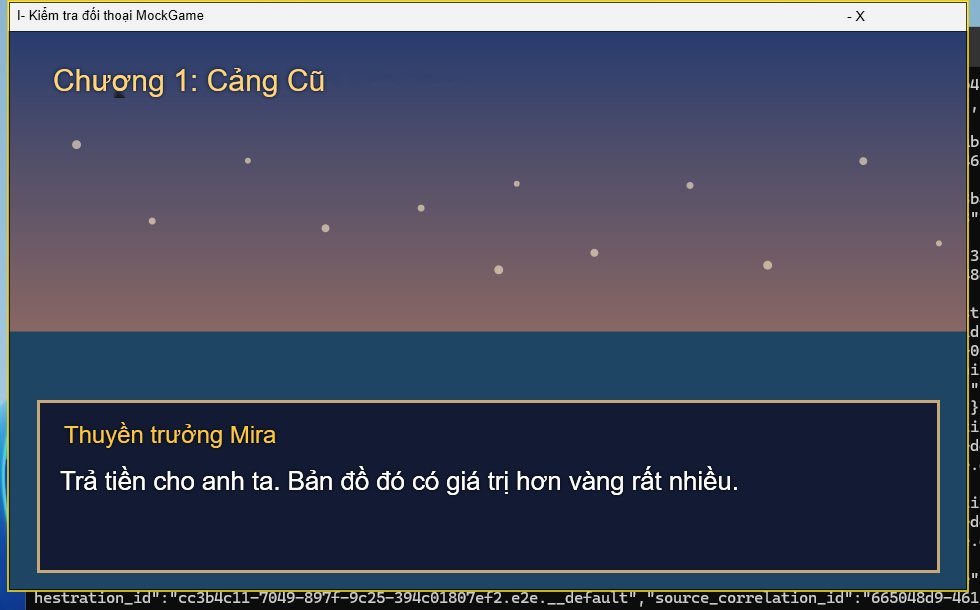 I- Kiểm tra đối thoại MockGame
- X
Chương 1: Cảng Cũ
Thuyền trưởng Mira
Trả tiền cho anh ta. Bản đồ đó có giá trị hơn vàng rất nhiều.
hestration_id":"cc3b4c11-7049-897f-9c25-394c01807ef2.e2e.__default","source_correlation_id":"665048d9-461